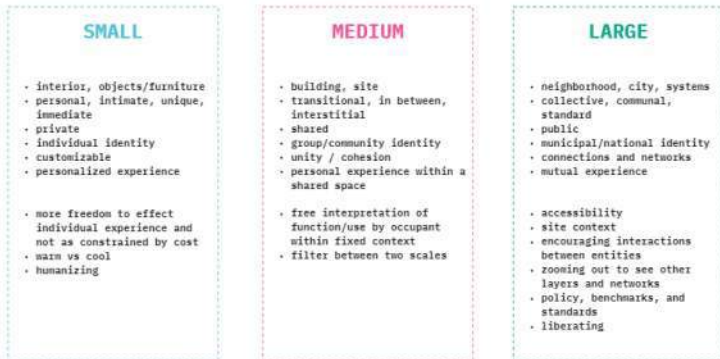 SMALL
· interior, objects/furniture
· personal, intimate, unique,
immediate
· private
· individual identity
· customizable
· personalized experience
· more freedom to effect
individual experience and
not as constrained by cost
· warm vs cool
· humanizing
MEDIUM
· building, site
· transitional, in between,
interstitial
· shared
· group/community identity
· unity / cohesion
· personal experience within a
shared space
· free interpretation of
function/use by occupant
within fixed context
· filter between two scales
LARGE
· neighborhood, city, systems
· collective, communal,
standard
· public
· municipal/national identity
· connections and networks
· mutual experience
· accessibility
· site context
· encouraging interactions
between entities
· zooming out to see other
layers and networks
· policy, benchmarks, and
standards
· liberating